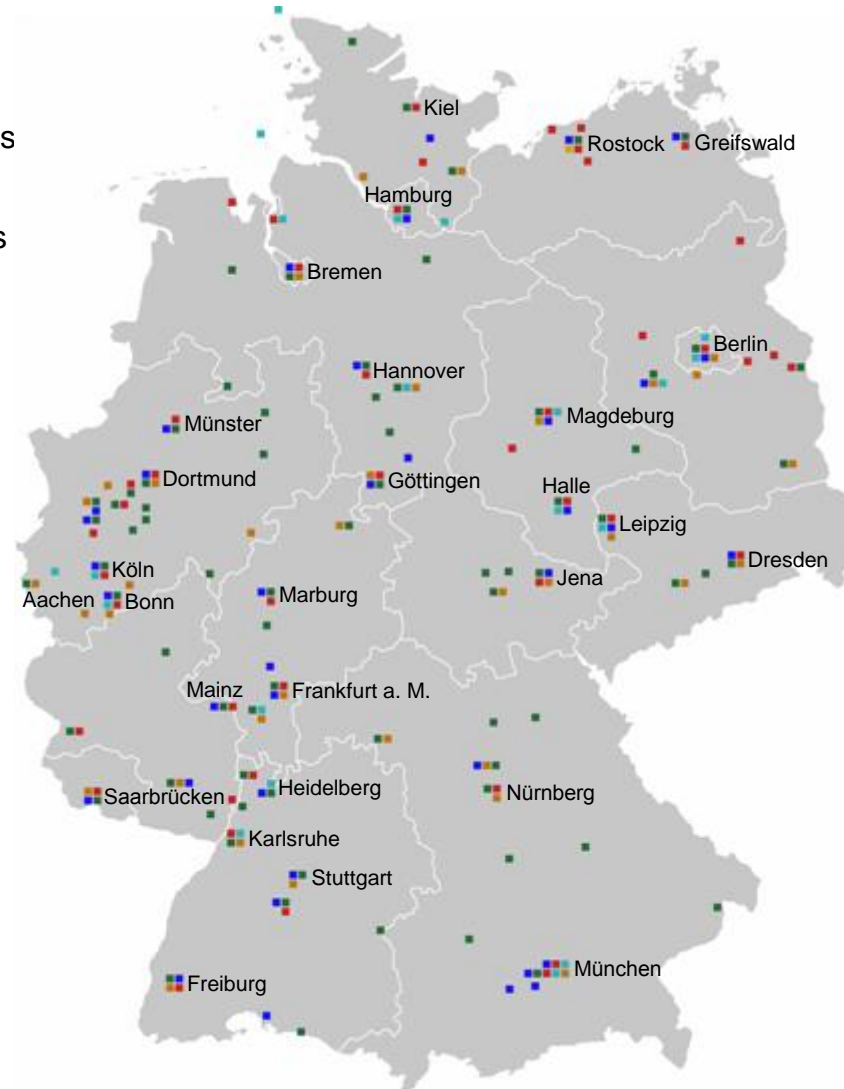 Kiel
s
Rostock
Greifswald
Hamburg
s
Bremen
Berlin
Hannover
Magdeburg
Münster
Dortmund
Göttingen
Halle
Leipzig
Dresden
Köln
Jena
Aachen
Bonn
Marburg
Mainz
Frankfurt a. M.
Heidelberg
Saarbrücken
Nürnberg
Karlsruhe
Stuttgart
München
Freiburg